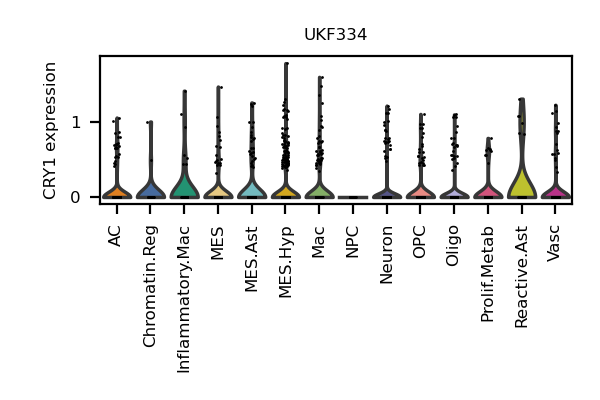 UKF334
CRY1 expression
1
0
AC
Chromatin.Reg
Inflammatory.Mac
MES
MES.Ast
MES.Hyp
Mac
NPC
Neuron
OPC
Oligo
Prolif.Metab
Reactive.Ast
Vasc